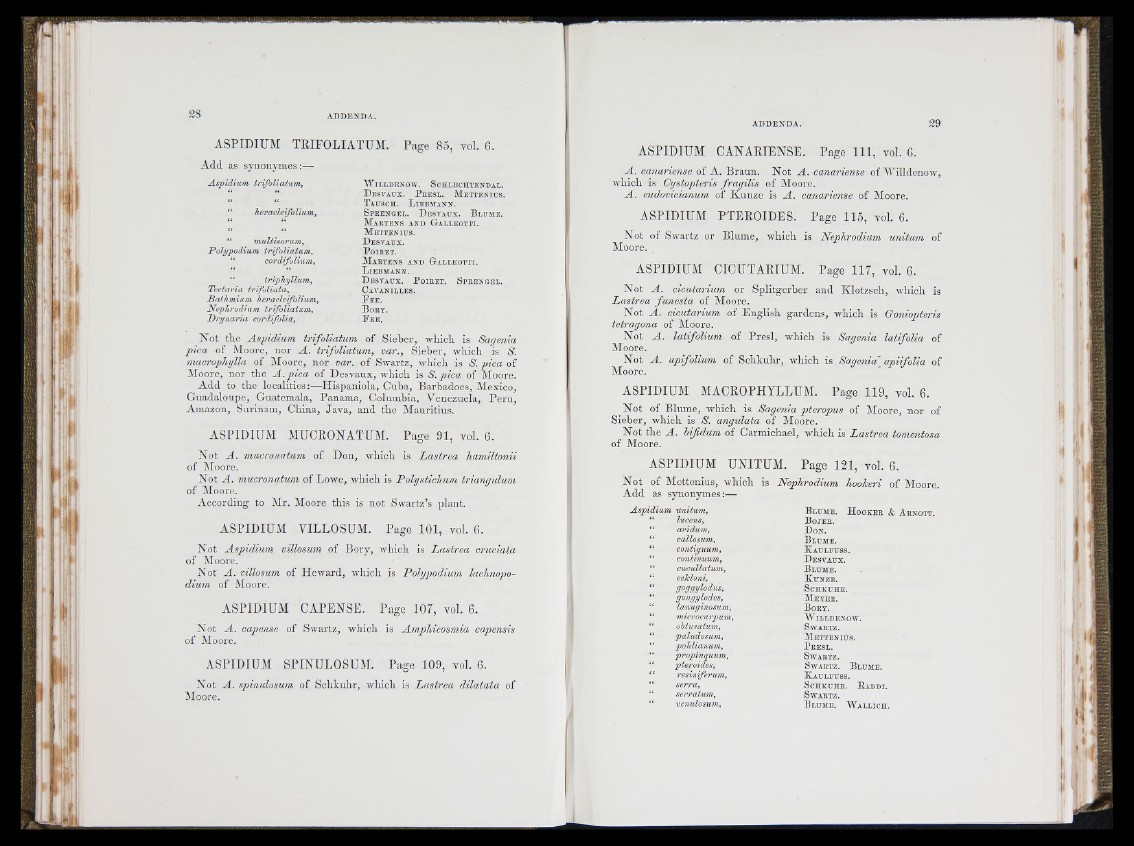 28 ADDENDA.
ASPIDIUM TRIFOLIATUM. Page 85, vol. 6.
Add as synonymes:—
Aspidium trifoliatum, WILLDENOW. SCHLECHTENDAL.
“ “ DESVAUX. PRESL. METTENIUS.
“ “ TAUSCH. LIEBMANN.
“ heracleifolium, SPRENGEL. DESVAUX. BLUME.
“ “ MARTENS AND GALLEOTTI.
“ “ METTENIUS.
“ multisorum, DESVAUX.
Polypodium trifoliatum, POIRET.
“ cordifolium, MARTENS AND GALLEOTTI.
“ “ LIEBMANN.
“ triphyllum, DESVAUX. POIRET. SPRENGEL.
Tectaria trifoliata, CAVANILLES.
Bathmium heracleifolium, FEE.
Nephrodium trifoliatum, BORY.
Drynaria cordifolia, FEE.
Not the Aspidium trifoliatum of Sieber, which is Sagenia
pica of Moore, nor A. trifoliatum, var., Sieber, which is S.
macrophylla of Moore, nor var. of Swartz, which is S. pica of
Moore, nor the A. pica of Desvaux, which is S. pica of Moore.
Add to the localities:—Hispaniola, Cuba, Barbadoes, Mexico,
Guadaloupe, Guatemala, Panama, Columbia, Venezuela, Peru,
Amazon, Surinam, China, Java, and the Mauritius.
ASPIDIUM MUCRONATUM. Page 91, vol. 6.
Not A. mucronatum of Don, which is Lastrea hamiltonii
of Moore.
Not A. mucronatum of Lowe, which is Polystichum triangulum
of Moore.
According to Mr. Moore this is not Swartz’s plant.
ASPIDIUM VILLOSUM. Page 101, vol. 6.
Not Aspidium villosum of Bory, which is Lastrea cruciata
of Moore.
Not A. villosum of Heward, which is Polypodium lachnopo-
dium of Moore.
ASPIDIUM CAPENSE. Page 107, vol. 6.
Not A. capense of Swartz, which is Amphicosmia capensis
of Moore.
ASPIDIUM SPINULOSUM. Page 109, vol. 6.
Not A. spinulosum of Schkuhr, which is Lastrea dilatata of
Moore.
ADDENDA. 29
ASPIDIUM CANARIENSE. Page 111, vol. 6.
A. canariense of A. Braun. Not A. canariense of Willdenow,
which is Cystopteris fragilis of Moore.
A. eudovicianum of Kunze is A. canariense of Moore.
ASPIDIUM PTEROIDES. Page 115, vol. 6.
Not of Swartz or Blume, which is Nephrodium unitum of
Moore.
ASPIDIUM CICUTARIUM. Page 117, vol. 6.
Not A. cicutarium or Splitgerber and Klotzsch, which is
Lastrea funesta of Moore.
Not A. cicutarium of English gardens, which is Goniopteris
tetragona of Moore.
Not A. latifolium of Presl, which is Sagenia latifolia of
Moore.
Not A. apifolium of Schkuhr, which is Sagenia apiifolia of
Moore.
ASPIDIUM MACROPHYLLUM. Page 119, vol. 6.
Not of Blume, which is Sagenia pteropus of Moore, nor of
Sieber, which is S. angulata of Moore.
Not the A. bifidum of Carmichael, which is Lastrea tomentosa
of Moore.
ASPIDIUM UNITUM. Page 121, vol. 6.
Not of Mettenius, which is Nephrodium hookeri of Moore.
Add as synonymes:—
Aspidium unitum, BLUME. HOOKER & ARNOTT.
“ lucens, BOJER.
“ aridum, DON.
“ callosum, BLUME.
“ contiguum, KAULFUSS.
“ continuum, DESVAUX.
“ cucullatum, BLUME.
“ eckloni, KUNZE.
“ goggylodus, SCHKUHR.
“ gongylodes, MEYER.
“ lanuginosum, BORY.
“ microcarpum, WILLDENOW.
“ obtusatum, SWARTZ.
“ paludosum, METTENIUS.
“ pohlianum, PRESL.
“ propinquum, SWARTZ.
“ pteroides, SWARTZ. BLUME.
“ resiniferum, KAULFUSS.
“ serra, SCHKUHR. RADDI.
“ serratum, SWARTZ.
“ venulosum, BLUME. WALLICH.